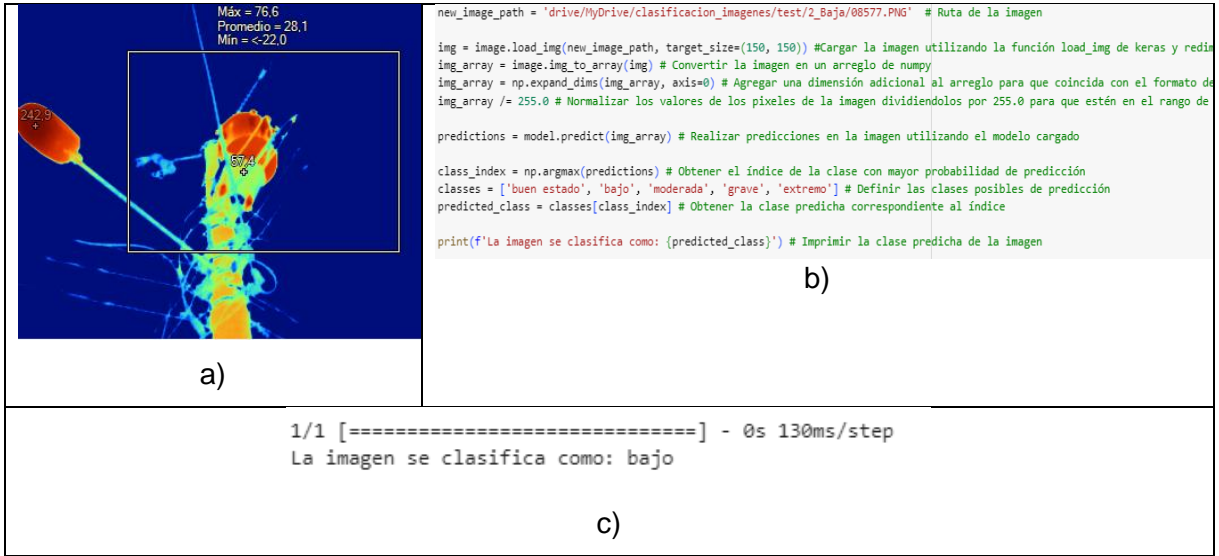 Máx = 76,6
Promedio = 28,1
Mín = <-22,0
242,9
57,4
a)
new_image_path = 'drive/MyDrive/clasificacion_imagenes/test/2_Baja/08577.PNG'  # Ruta de la imagen
img = image.load_img(new_image_path, target_size=(150, 150)) #Cargar la imagen utilizando la función load_img de keras y redim
img_array = image.img_to_array(img) # Convertir la imagen en un arreglo de numpy
img_array = np.expand_dims(img_array, axis=0) # Agregar una dimensión adicional al arreglo para que coincida con el formato de
img_array /= 255.0 # Normalizar los valores de los pixeles de la imagen dividiendolos por 255.0 para que estén en el rango de
predictions = model.predict(img_array) # Realizar predicciones en la imagen utilizando el modelo cargado
class_index = np.argmax(predictions) # Obtener el índice de la clase con mayor probabilidad de predicción
classes = ['buen estado', 'bajo', 'moderada', 'grave', 'extremo'] # Definir las clases posibles de predicción
predicted_class = classes[class_index] # Obtener la clase predicha correspondiente al índice
print(f'La imagen se clasifica como: {predicted_class}') # Imprimir la clase predicha de la imagen
b)
1/1 [==============================] - 0s 130ms/step
La imagen se clasifica como: bajo
c)